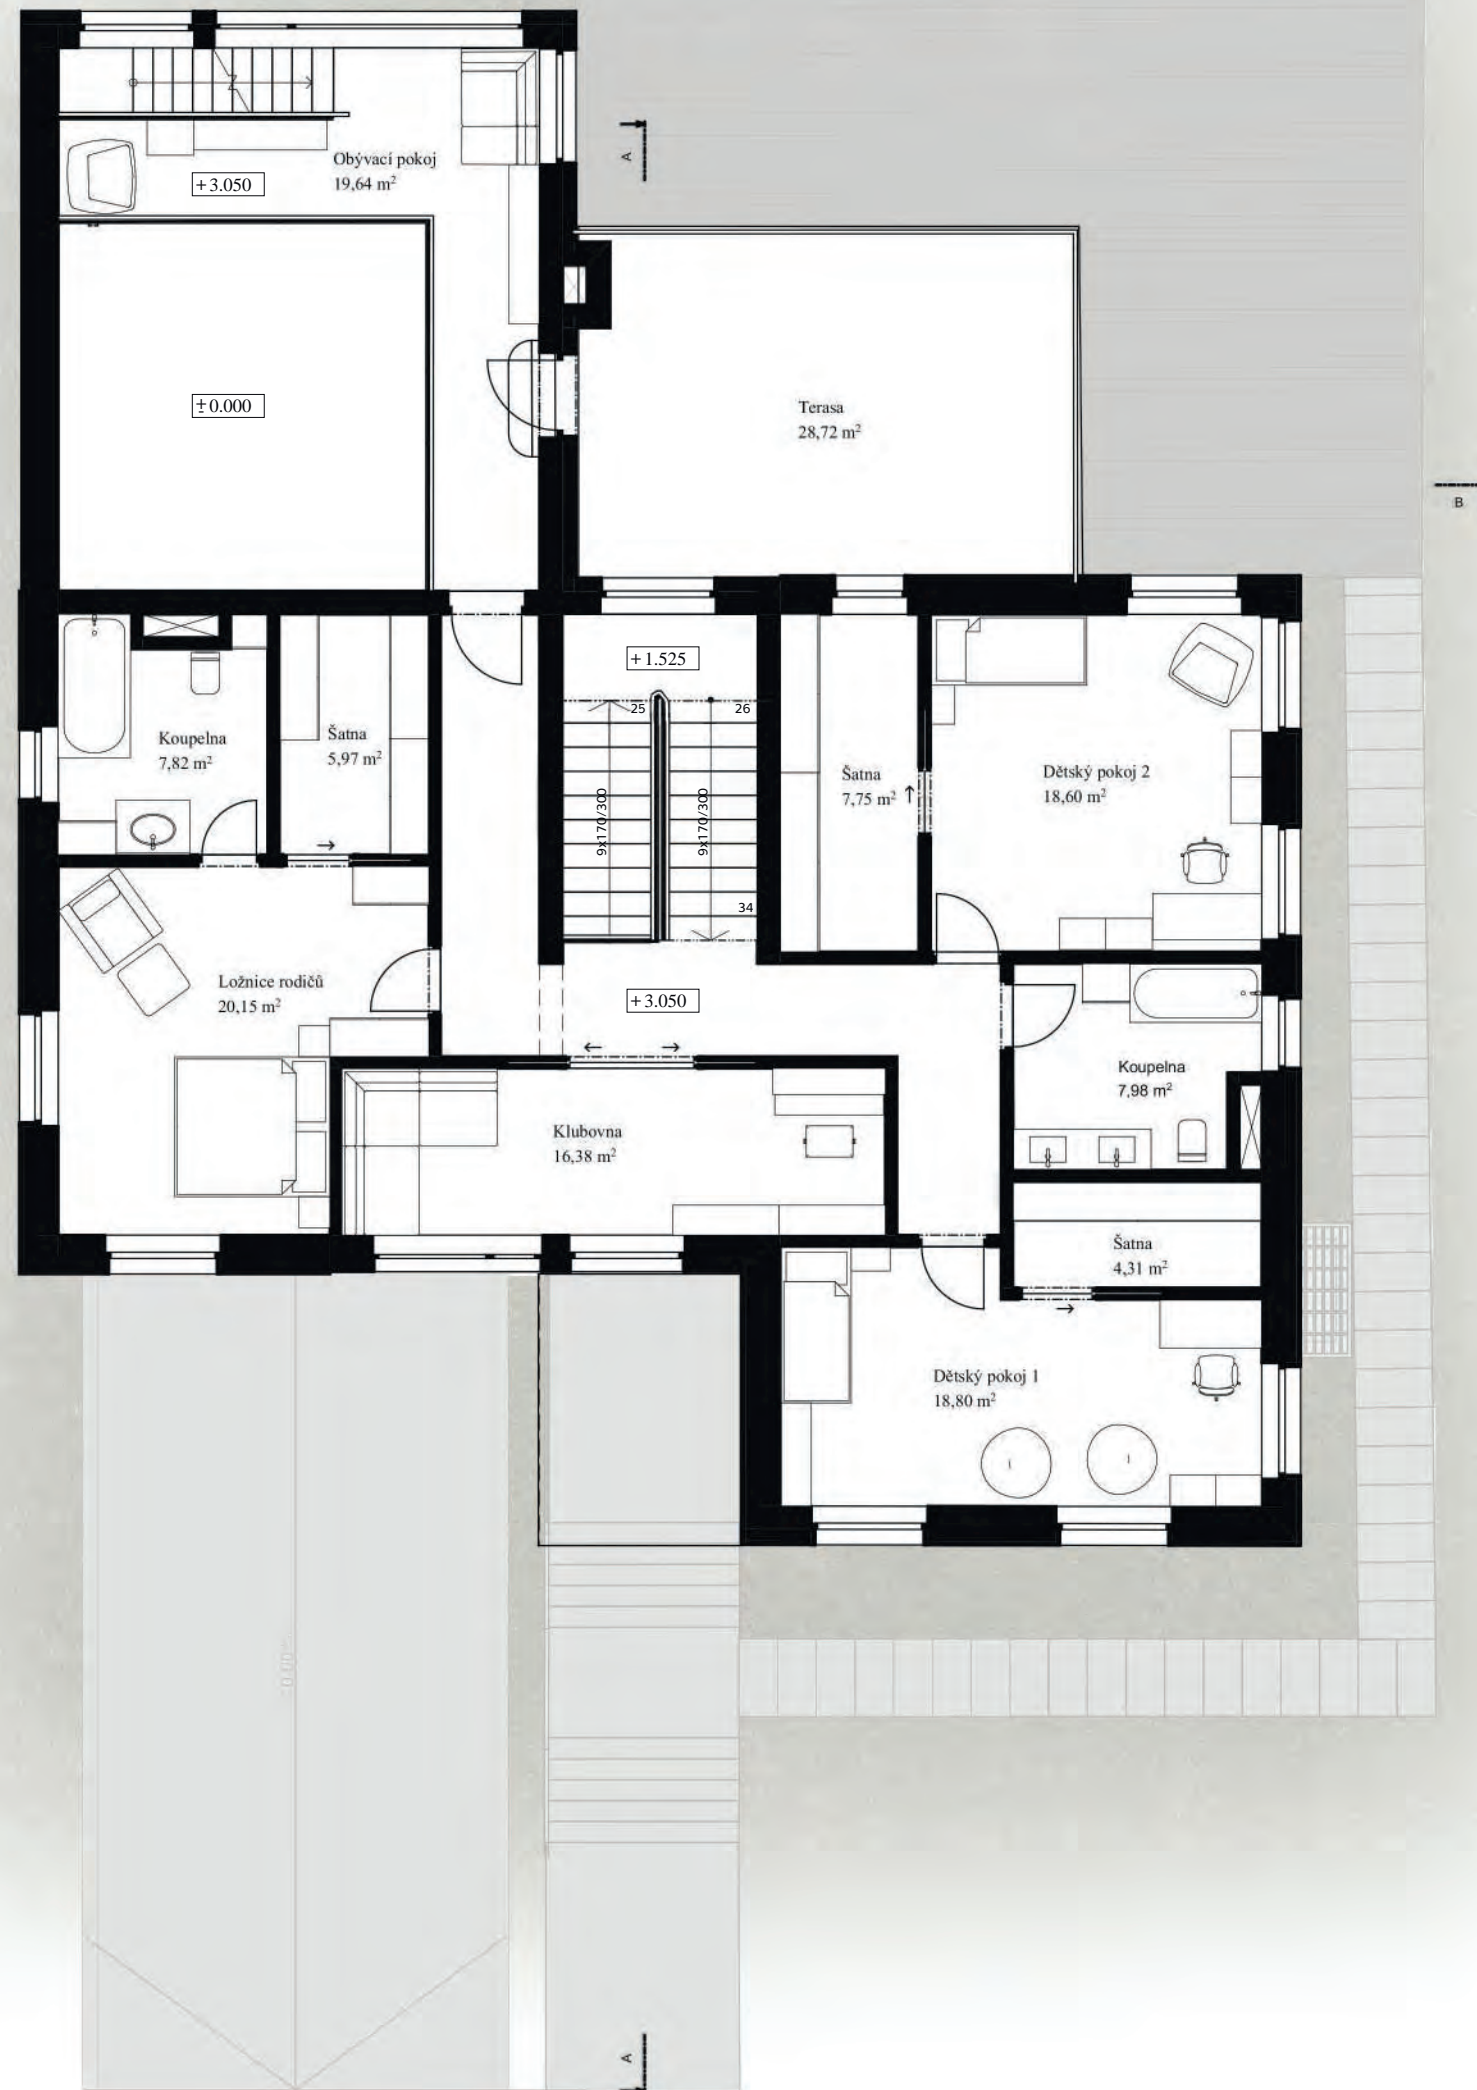 A
Obývací pokoj
19,64 m²
+3.050
±0.000
Terasa
28,72 m²
B
+1.525
25
26
Koupelna
7,82 m²
Šatna
5,97 m²
9x170/300
9x170/300
Šatna
7,75 m²
Dětský pokoj 2
18,60 m²
34
Ložnice rodičů
20,15 m²
+3.050
Koupelna
7,98 m²
Klubovna
16,38 m²
Šatna
4,31 m²
Dětský pokoj 1
18,80 m²
A